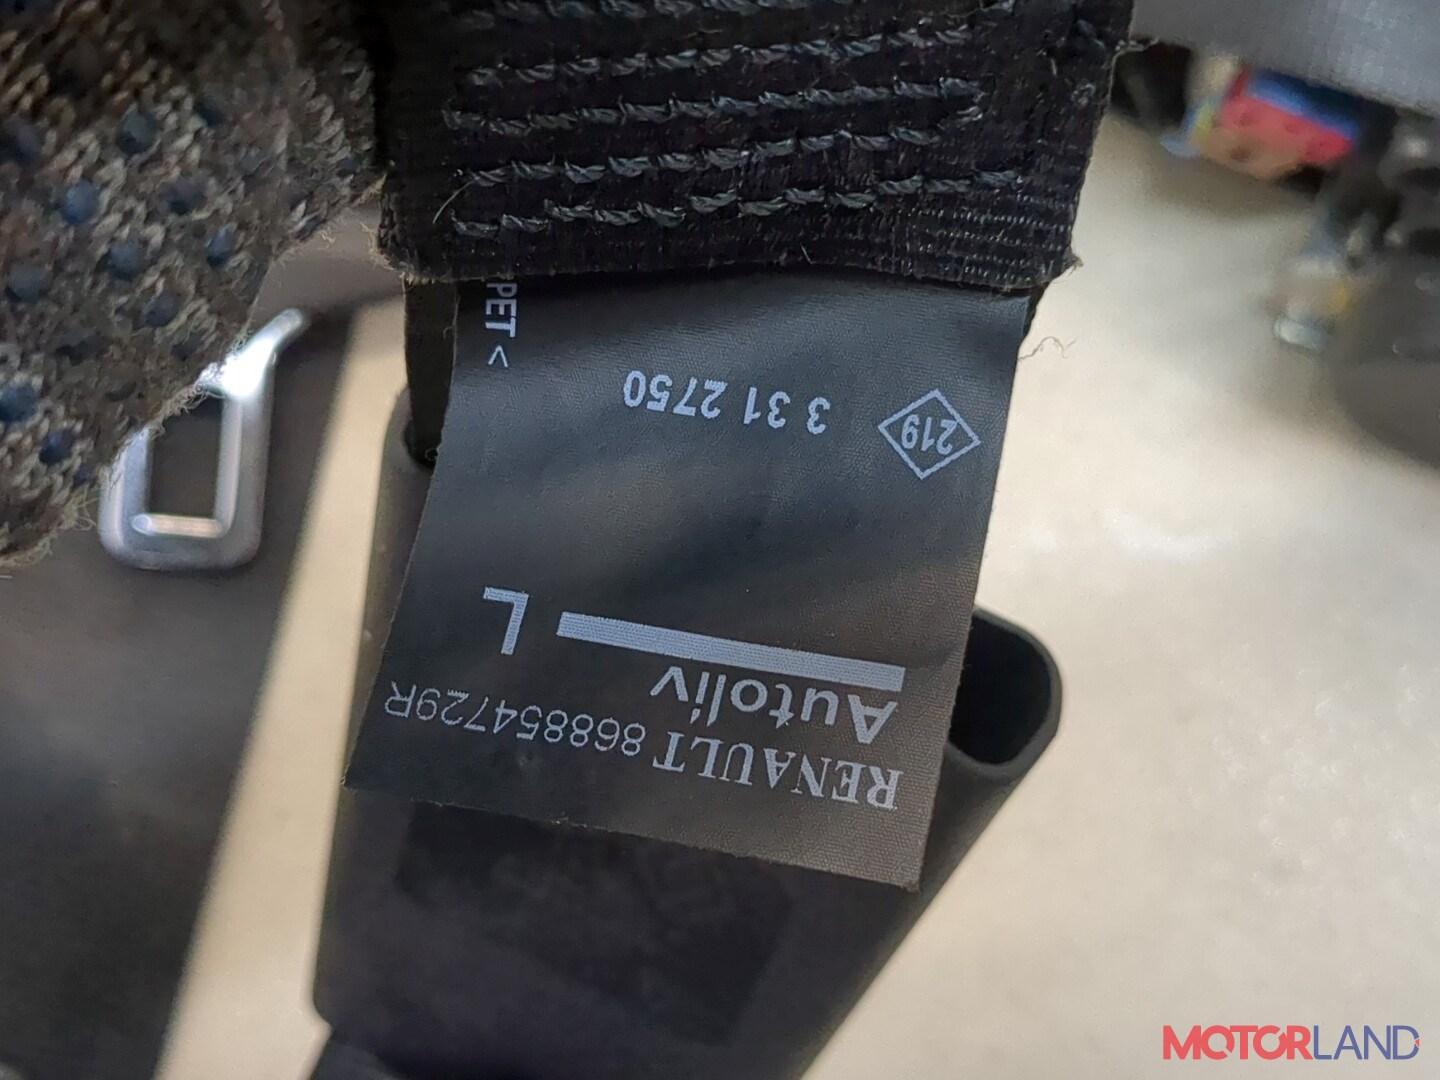 RENAULT 868854729R
Autoliv
L
219 3 31 2750
PET <
MOTORLAND